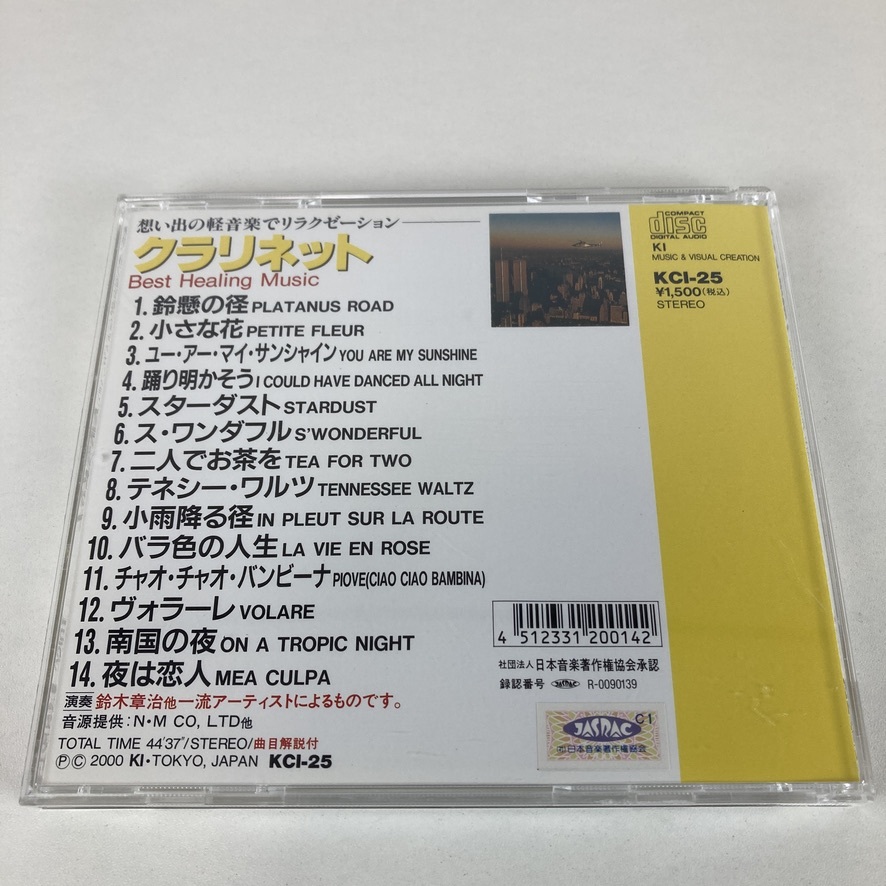 想い出の軽音楽でリラクゼーション
クラリネット
Best Healing Music
1. 鈴懸の径 PLATANUS ROAD
2. 小さな花 PETITE FLEUR
3. ユー・アー・マイ・サンシャイン YOU ARE MY SUNSHINE
4. 踊り明かそう I COULD HAVE DANCED ALL NIGHT
5. スターダスト STARDUST
6. ス・ワンダフル S'WONDERFUL
7. 二人でお茶を TEA FOR TWO
8. テネシー・ワルツ TENNESSEE WALTZ
9. 小雨降る径 IN PLEUT SUR LA ROUTE
10. バラ色の人生 LA VIE EN ROSE
11. チャオ・チャオ・バンビーナ PIOVE(CIAO CIAO BAMBINA)
12. ヴォラーレ VOLARE
13. 南国の夜 ON A TROPIC NIGHT
14. 夜は恋人 MEA CULPA
演奏 鈴木章治他一流アーティストによるものです。
音源提供:N・M CO, LTD他
TOTAL TIME 44'37"/STEREO/曲目解説付
ⓅⒸ 2000 KI・TOKYO, JAPAN KCI-25
COMPACT
disc
DIGITAL AUDIO
KI
MUSIC & VISUAL CREATION
KCI-25
¥1,500(税込)
STEREO
4 512331 200142
社団法人 日本音楽著作権協会承認
録認番号 JASRAC R-0090139
C1
JASRAC
(社)日本音楽著作権協会